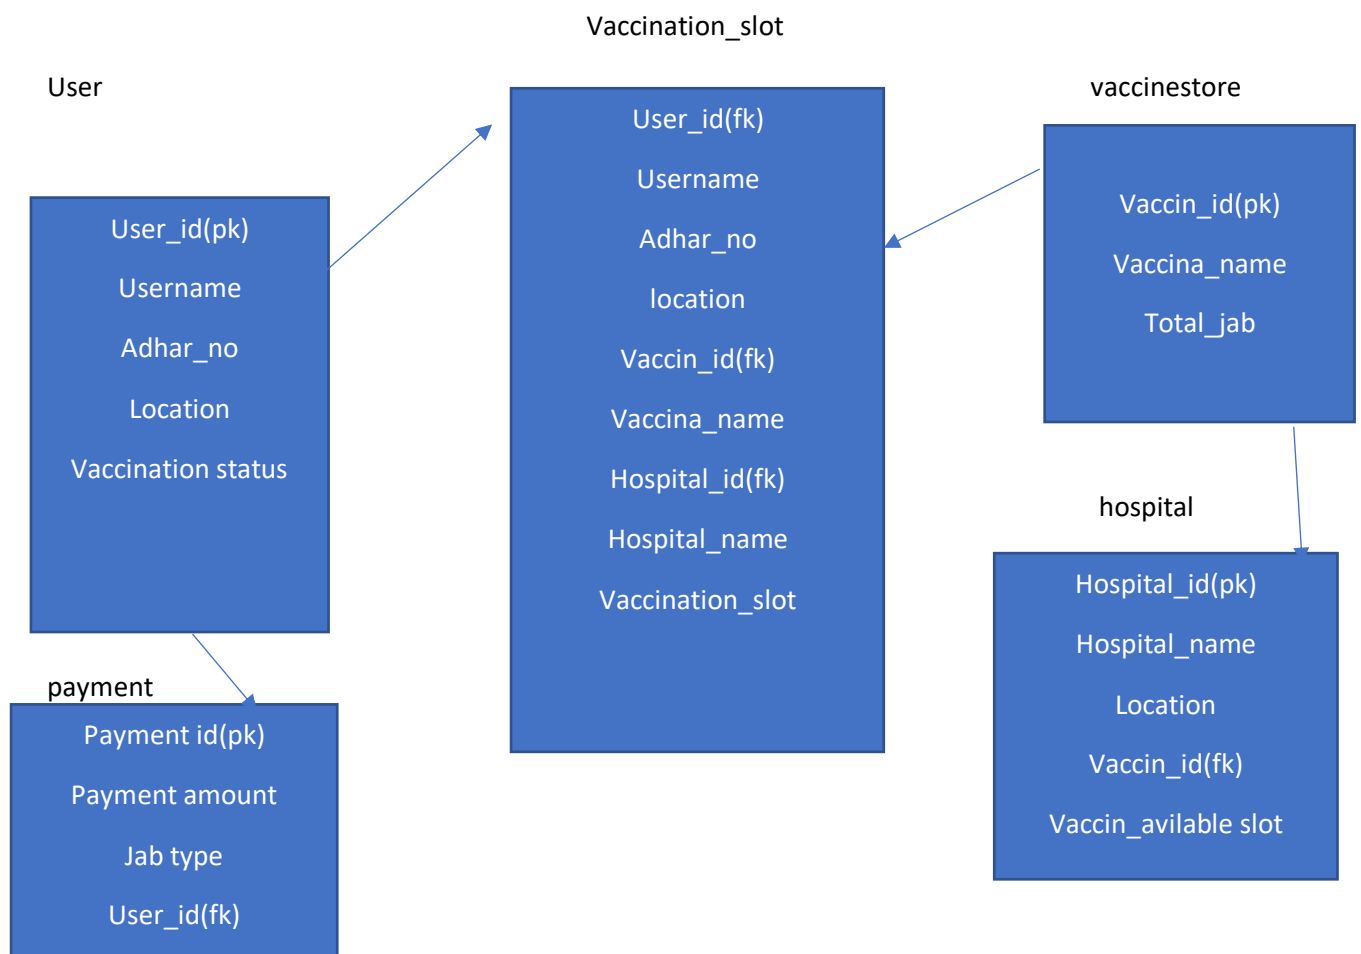 Vaccination_slot
User
User_id(pk)
Username
Adhar_no
Location
Vaccination status
payment
Payment id(pk)
Payment amount
Jab type
User_id(fk)
User_id(fk)
Username
Adhar_no
location
Vaccin_id(fk)
Vaccina_name
Hospital_id(fk)
Hospital_name
Vaccination_slot
vaccinestore
Vaccin_id(pk)
Vaccina_name
Total_jab
hospital
Hospital_id(pk)
Hospital_name
Location
Vaccin_id(fk)
Vaccin_avilable slot